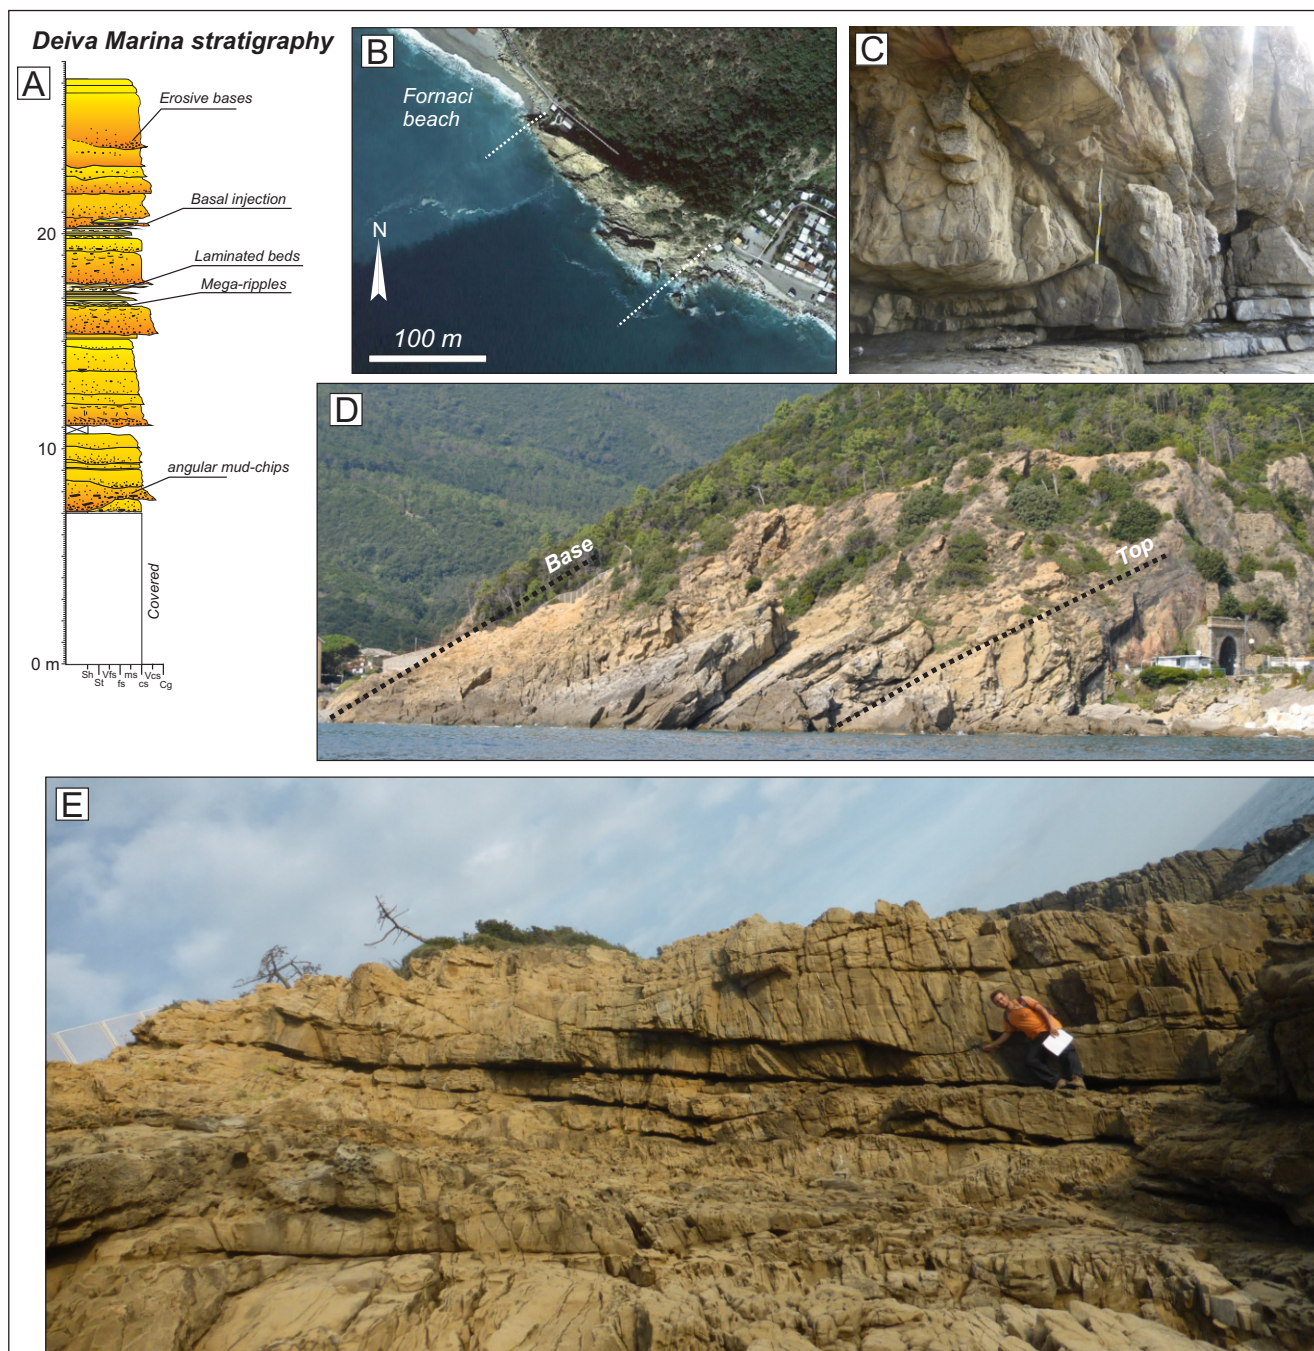 Deiva Marina stratigraphy
A
Erosive bases
Basal injection
20
Laminated beds
Mega-ripples
10
angular mud-chips
Covered
0 m
Sh
St
Vfs
fs
ms
cs
Vcs
Cg
B
Fornaci
beach
N
100 m
C
D
Base
Top
E